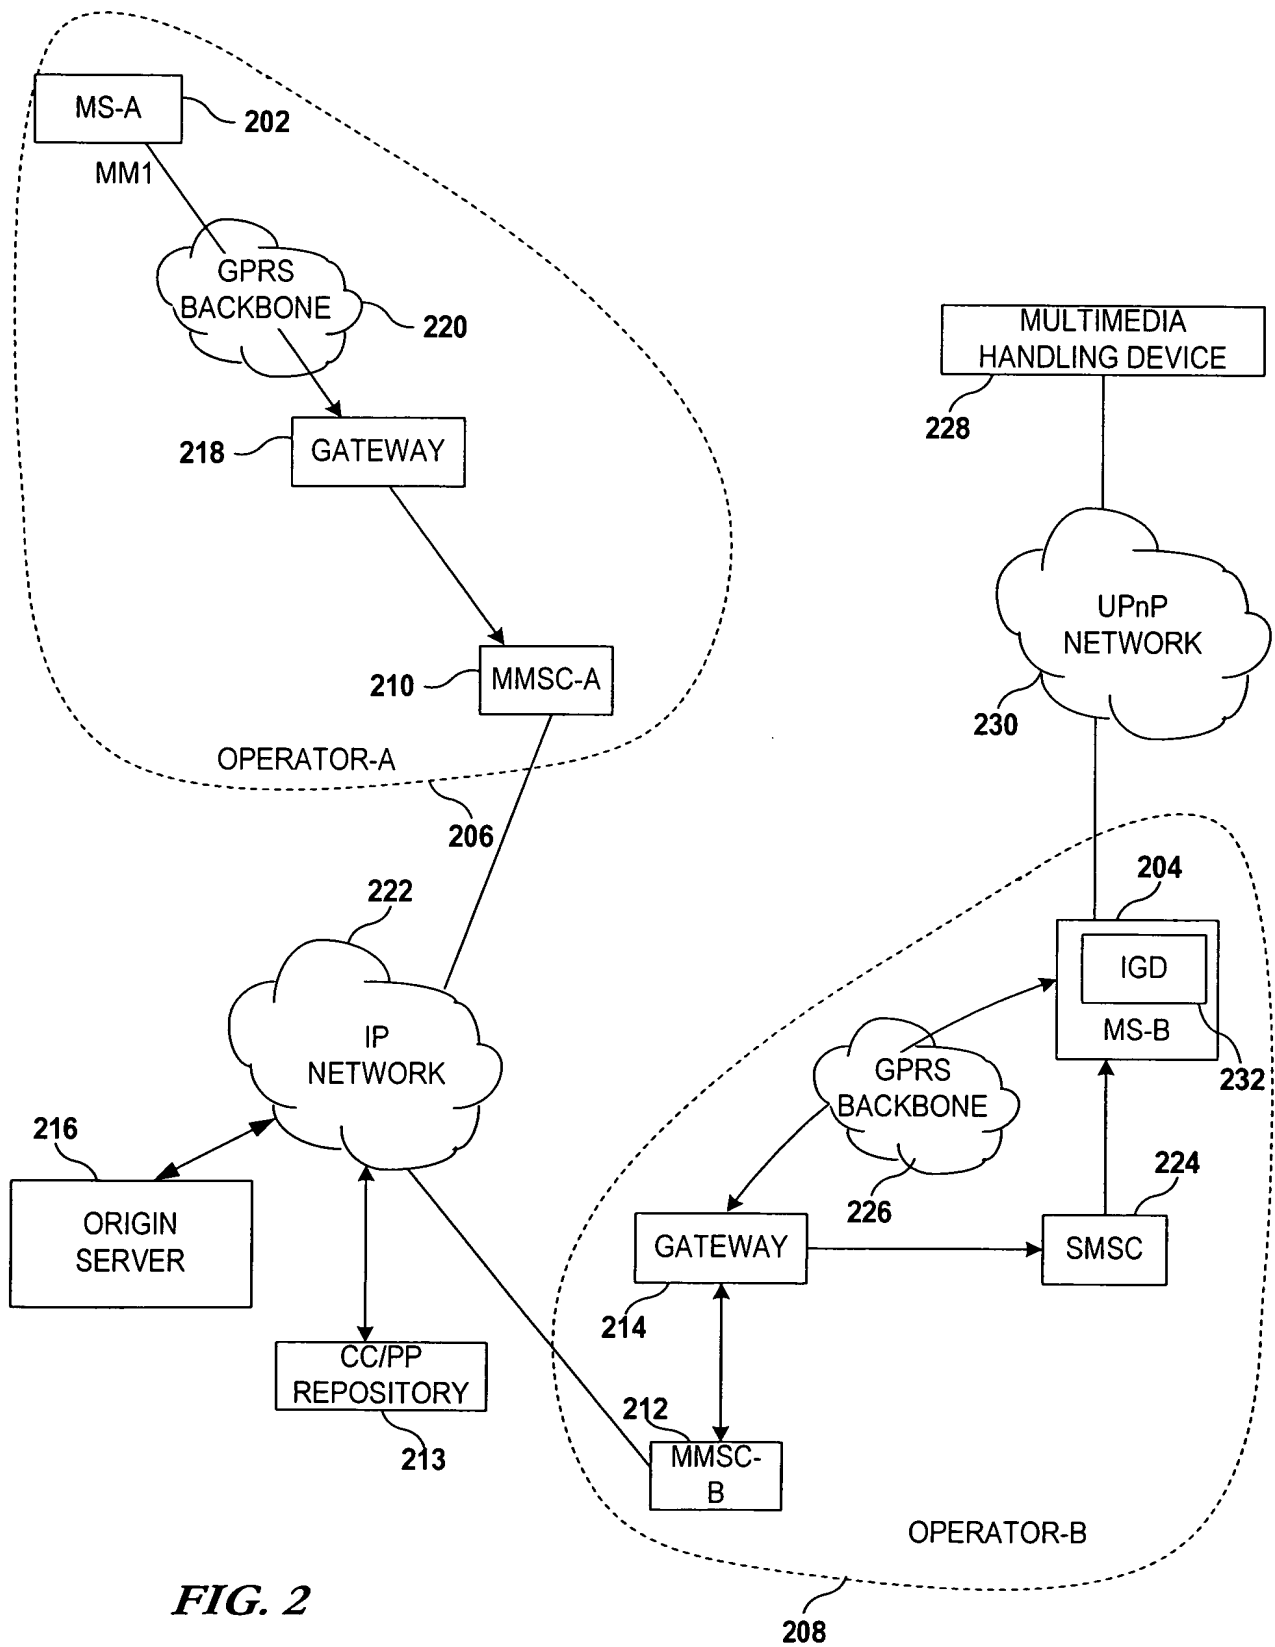 MS-A
202
MM1
GPRS
BACKBONE
220
MULTIMEDIA
HANDLING DEVICE
228
218
GATEWAY
UPnP
NETWORK
230
210
MMSC-A
OPERATOR-A
206
222
204
IGD
MS-B
232
IP
NETWORK
GPRS
BACKBONE
226
216
ORIGIN
SERVER
224
GATEWAY
SMSC
214
CC/PP
REPOSITORY
213
212
MMSC-
B
OPERATOR-B
208
FIG. 2